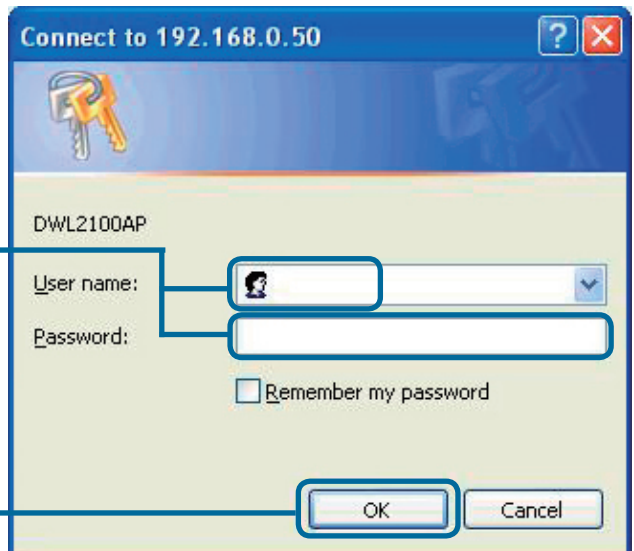 Connect to 192.168.0.50
DWL2100AP
User name:
Password:
Remember my password
OK
Cancel